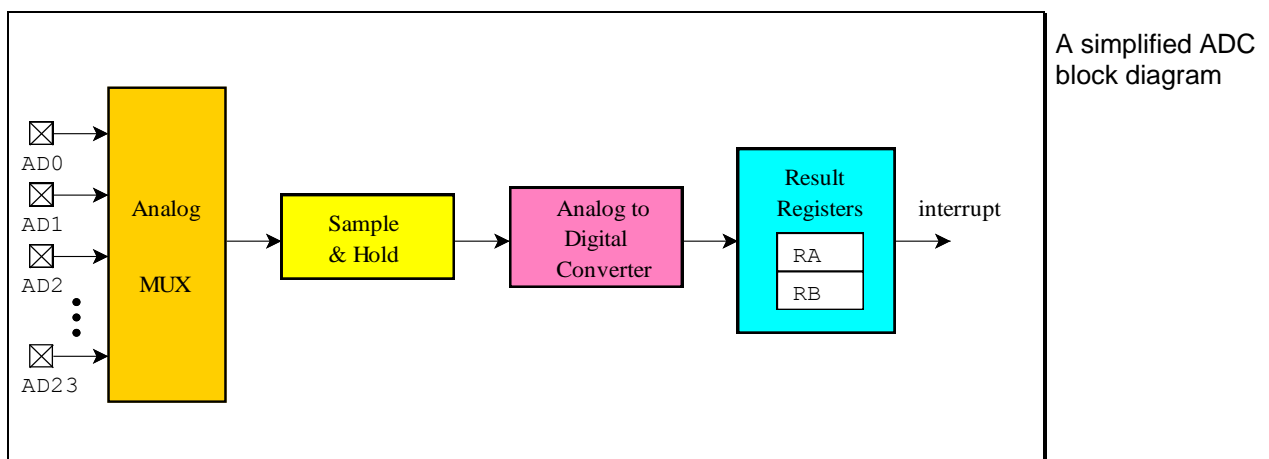 A simplified ADC
block diagram
AD0
AD1
AD2
AD23
Analog
MUX
Sample
& Hold
Analog to
Digital
Converter
Result
Registers
RA
RB
interrupt